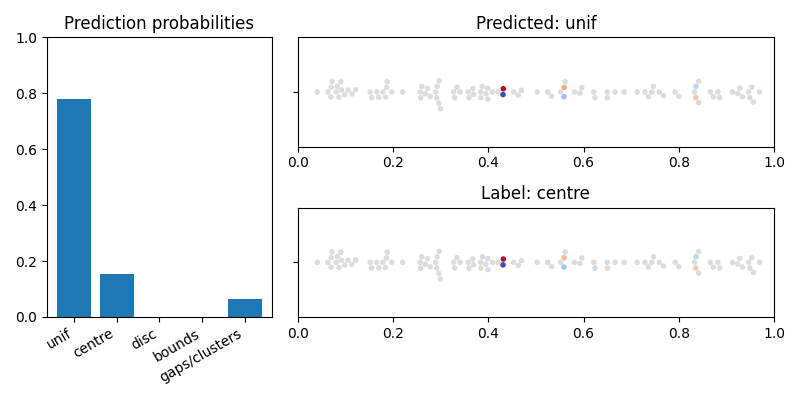 Prediction probabilities
1.0
0.8
0.6
0.4
0.2
0.0
unif
centre
disc
bounds
gaps/clusters
Predicted: unif
0.0 0.2 0.4 0.6 0.8 1.0
Label: centre
0.0 0.2 0.4 0.6 0.8 1.0